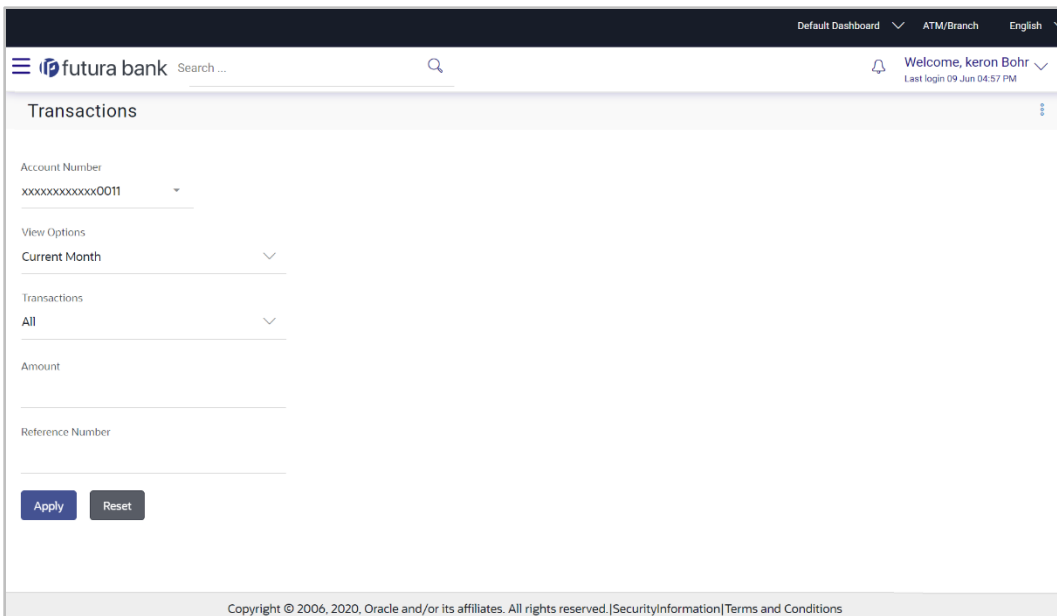 Default Dashboard ATM/Branch English
futura bank Search ... Welcome, keron Bohr
Last login 09 Jun 04:57 PM
Transactions
Account Number
xxxxxxxxxxxx0011
View Options
Current Month
Transactions
All
Amount
Reference Number
Apply Reset
Copyright © 2006, 2020, Oracle and/or its affiliates. All rights reserved.|SecurityInformation|Terms and Conditions